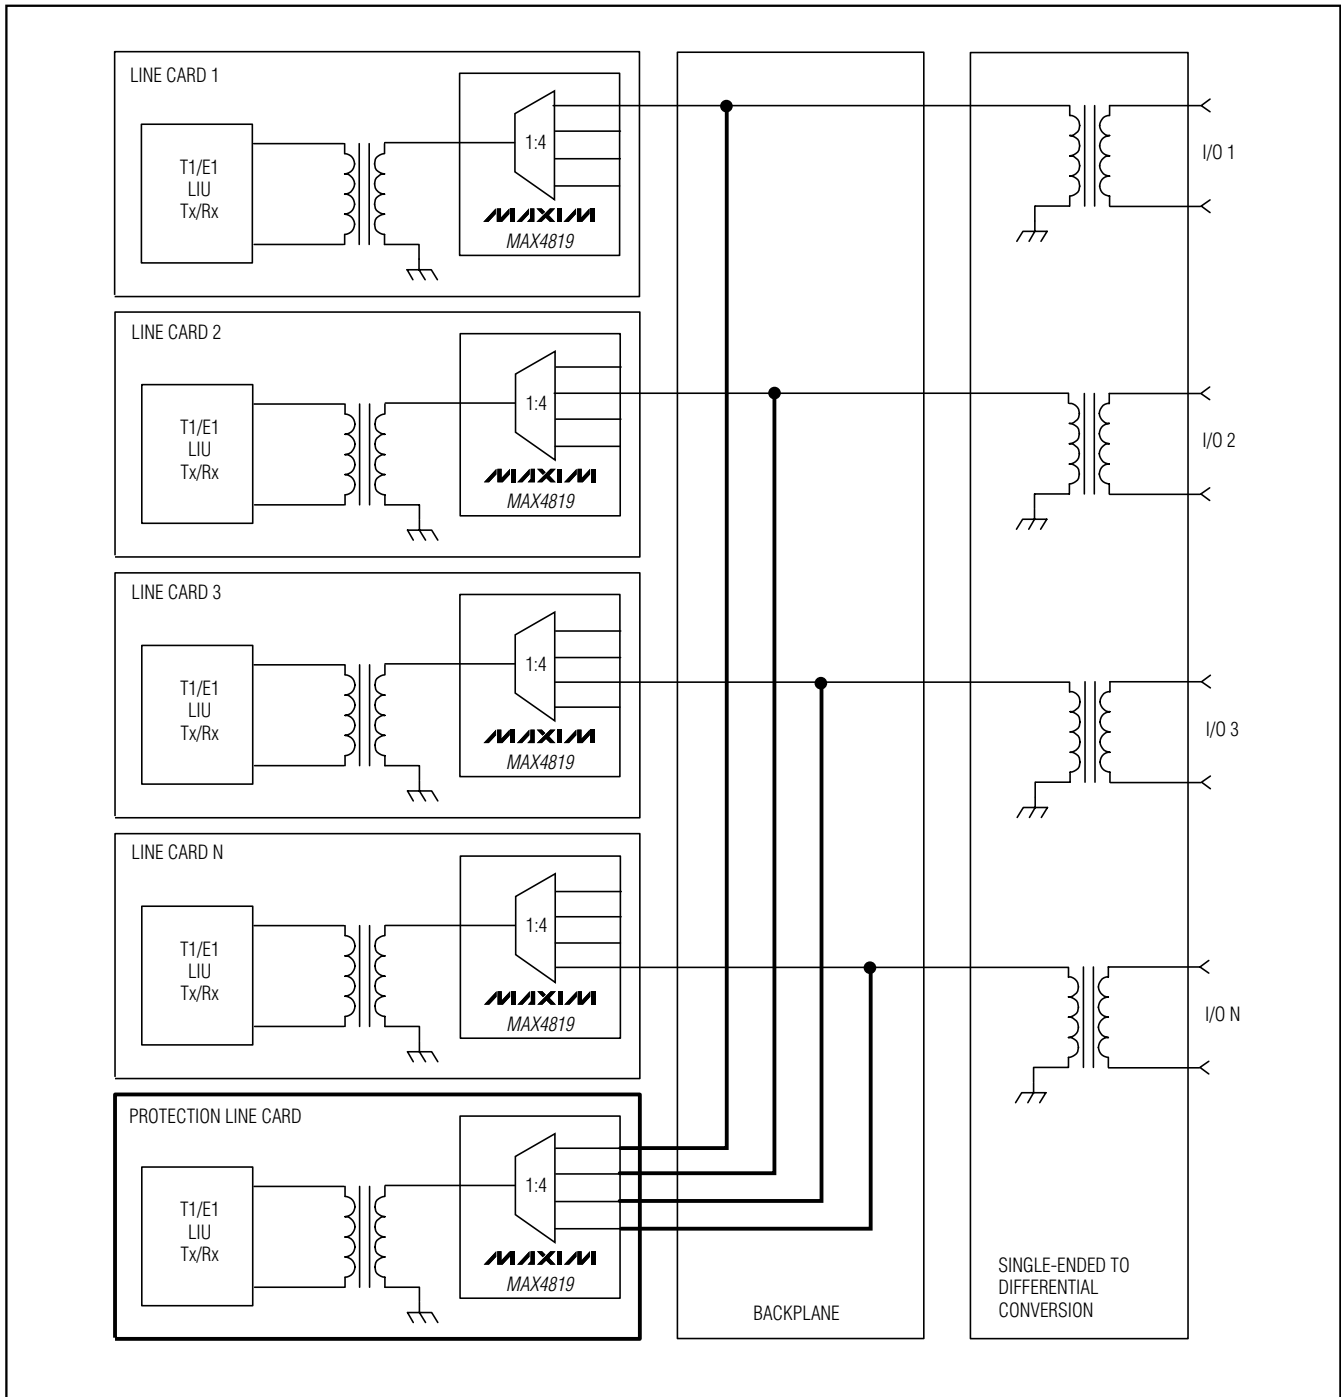 LINE CARD 1
T1/E1
LIU
Tx/Rx
1:4
MAXIM
MAX4819
I/O 1
LINE CARD 2
T1/E1
LIU
Tx/Rx
1:4
MAXIM
MAX4819
I/O 2
LINE CARD 3
T1/E1
LIU
Tx/Rx
1:4
MAXIM
MAX4819
I/O 3
LINE CARD N
T1/E1
LIU
Tx/Rx
1:4
MAXIM
MAX4819
I/O N
PROTECTION LINE CARD
T1/E1
LIU
Tx/Rx
1:4
MAXIM
MAX4819
BACKPLANE
SINGLE-ENDED TO
DIFFERENTIAL
CONVERSION